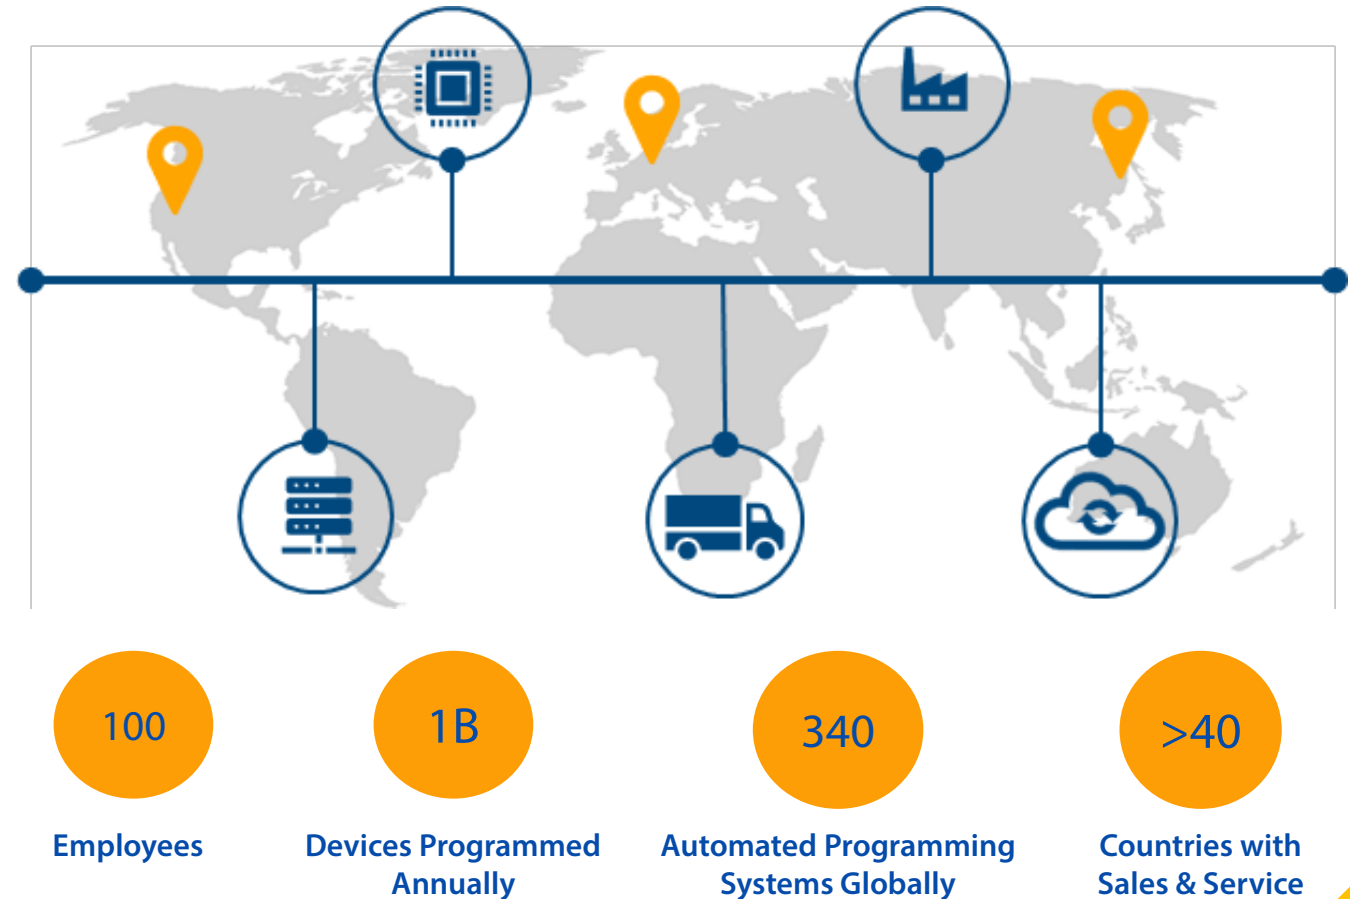 100
1B
340
>40
Employees
Devices Programmed
Annually
Automated Programming
Systems Globally
Countries with
Sales & Service